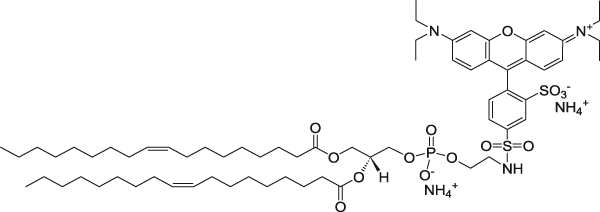 N O N+
SO3-
NH4+
O O
O O P O O S O
O H O- NH
O NH4+